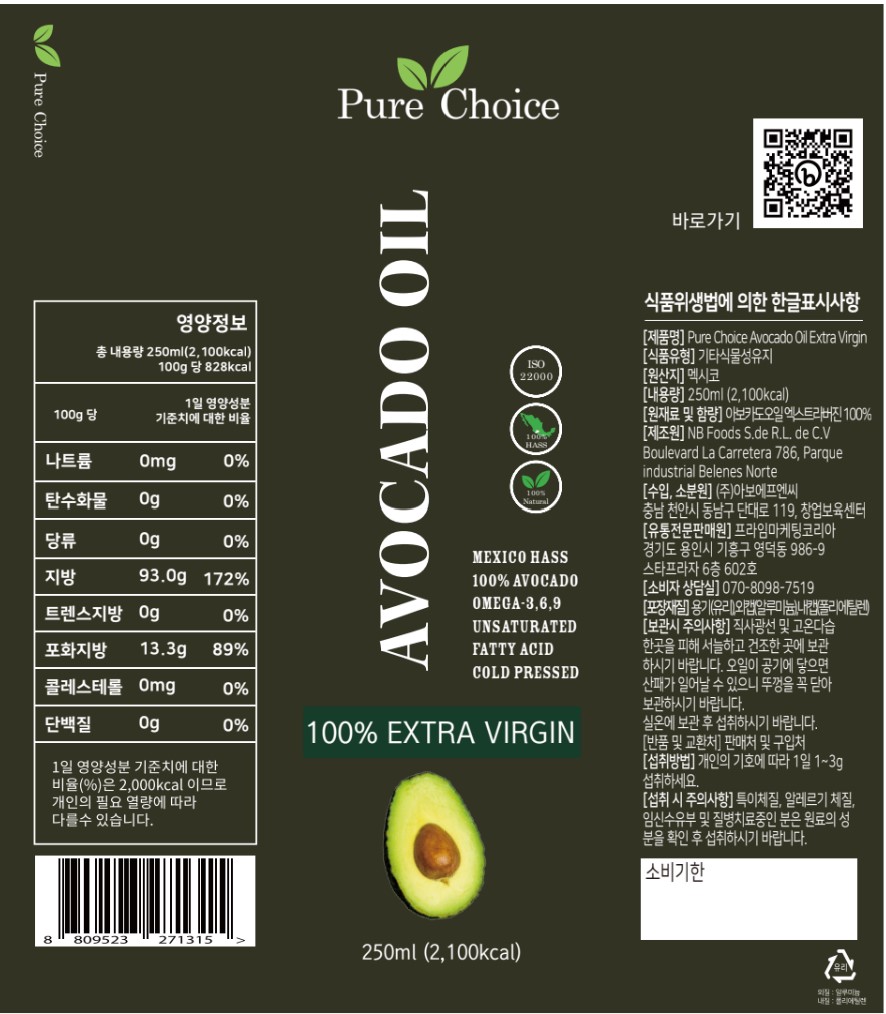 Pure Choice
Pure Choice
AVOCADO OIL
ISO
22000
100%
HASS
100%
Natural
MEXICO HASS
100% AVOCADO
OMEGA-3,6,9
UNSATURATED
FATTY ACID
COLD PRESSED
100% EXTRA VIRGIN
250ml (2,100kcal)
영양정보
총 내용량 250ml(2,100kcal)
100g 당 828kcal
100g 당 1일 영양성분
기준치에 대한 비율
나트륨 0mg 0%
탄수화물 0g 0%
당류 0g 0%
지방 93.0g 172%
트렌스지방 0g 0%
포화지방 13.3g 89%
콜레스테롤 0mg 0%
단백질 0g 0%
1일 영양성분 기준치에 대한
비율(%)은 2,000kcal 이므로
개인의 필요 열량에 따라
다를수 있습니다.
8 809523 271315 >
바로가기
식품위생법에 의한 한글표시사항
[제품명] Pure Choice Avocado Oil Extra Virgin
[식품유형] 기타식물성유지
[원산지] 멕시코
[내용량] 250ml (2,100kcal)
[원재료 및 함량] 아보카도오일 엑스트라버진 100%
[제조원] NB Foods S.de R.L. de C.V
Boulevard La Carretera 786, Parque
industrial Belenes Norte
[수입, 소분원] (주)아보에프엔씨
충남 천안시 동남구 단대로 119, 창업보육센터
[유통전문판매원] 프라임마케팅코리아
경기도 용인시 기흥구 영덕동 986-9
스타프라자 6층 602호
[소비자 상담실] 070-8098-7519
[포장재질] 용기(유리),외캡(알루미늄),내캡(폴리에틸렌)
[보관시 주의사항] 직사광선 및 고온다습
한곳을 피해 서늘하고 건조한 곳에 보관
하시기 바랍니다. 오일이 공기에 닿으면
산패가 일어날 수 있으니 뚜껑을 꼭 닫아
보관하시기 바랍니다.
실온에 보관 후 섭취하시기 바랍니다.
[반품 및 교환처] 판매처 및 구입처
[섭취방법] 개인의 기호에 따라 1일 1~3g
섭취하세요.
[섭취 시 주의사항] 특이체질, 알레르기 체질,
임신수유부 및 질병치료중인 분은 원료의 성
분을 확인 후 섭취하시기 바랍니다.
소비기한
유리
외질 : 알루미늄
내질 : 폴리에틸렌